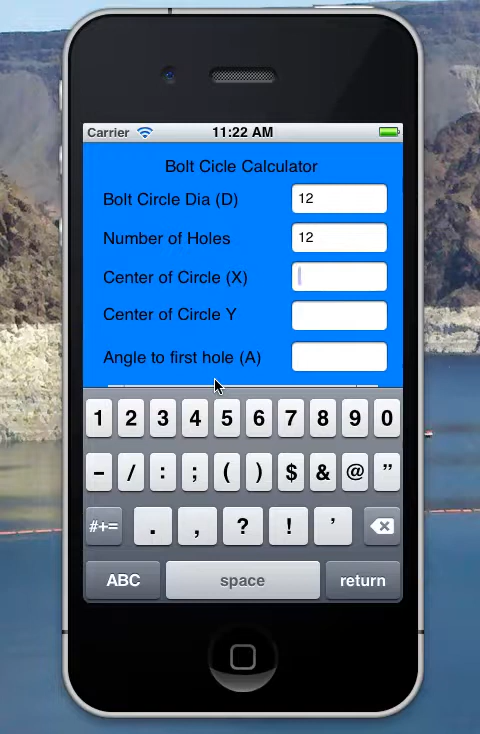 Carrier 11:22 AM
Bolt Cicle Calculator
Bolt Circle Dia (D) 12
Number of Holes 12
Center of Circle (X)
Center of Circle Y
Angle to first hole (A)
1 2 3 4 5 6 7 8 9 0
- / : ; ( ) $ & @ ”
#+= . , ? ! ’
ABC space return